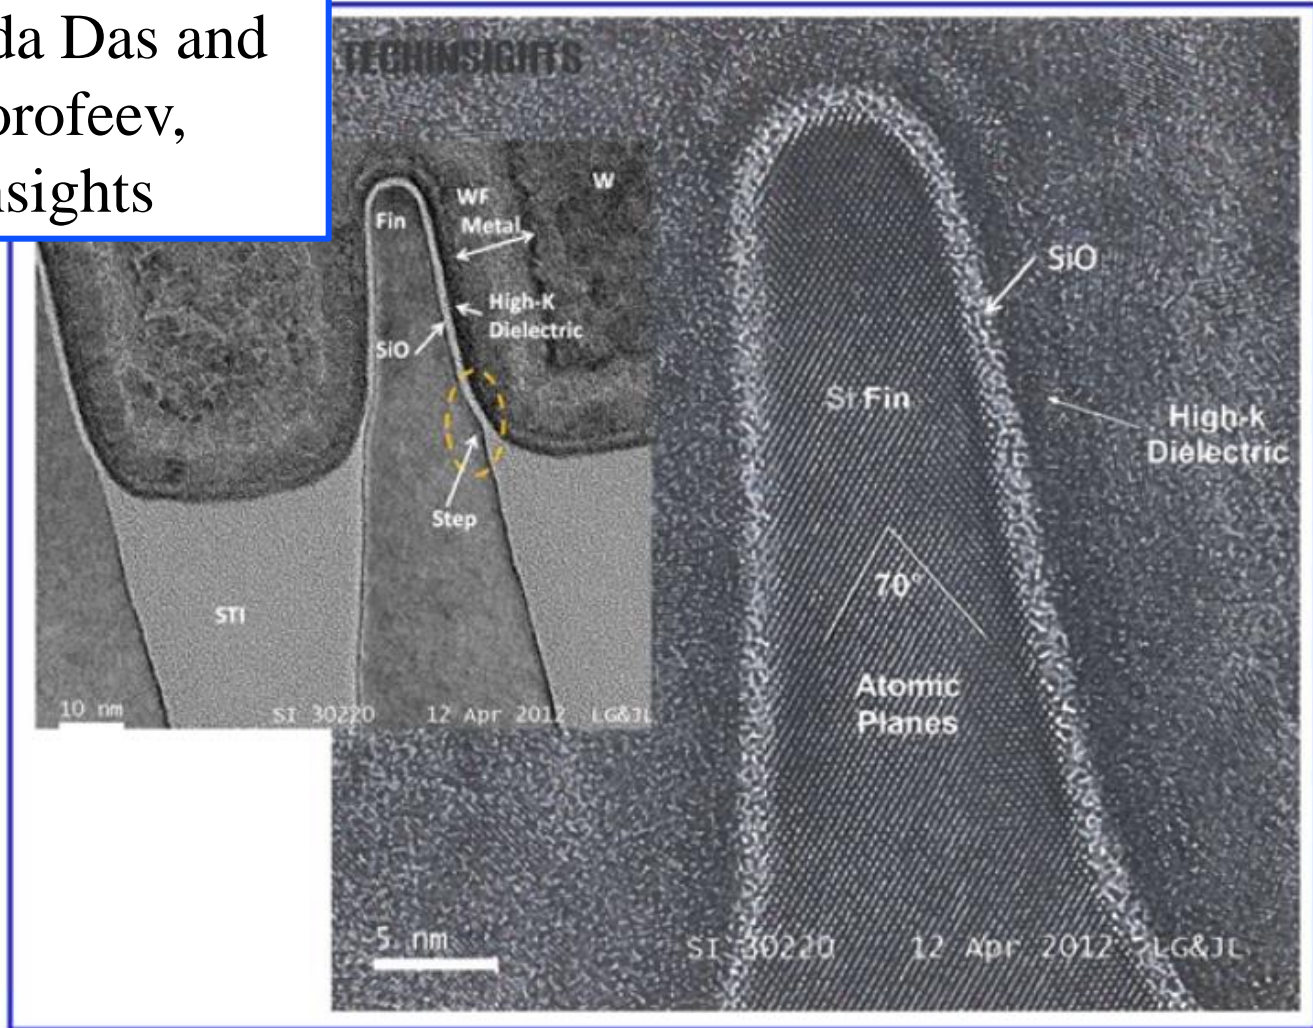 da Das and
orofeev,
nsights
TECHINSIGHTS
W
WF
Metal
Fin
High-K
Dielectric
SiO
Step
STI
10 nm
SI 30220 12 Apr 2012 LG&JL
SiO
Si Fin
High-k
Dielectric
70°
Atomic
Planes
5 nm
SI 30220 12 Apr 2012 LG&JL